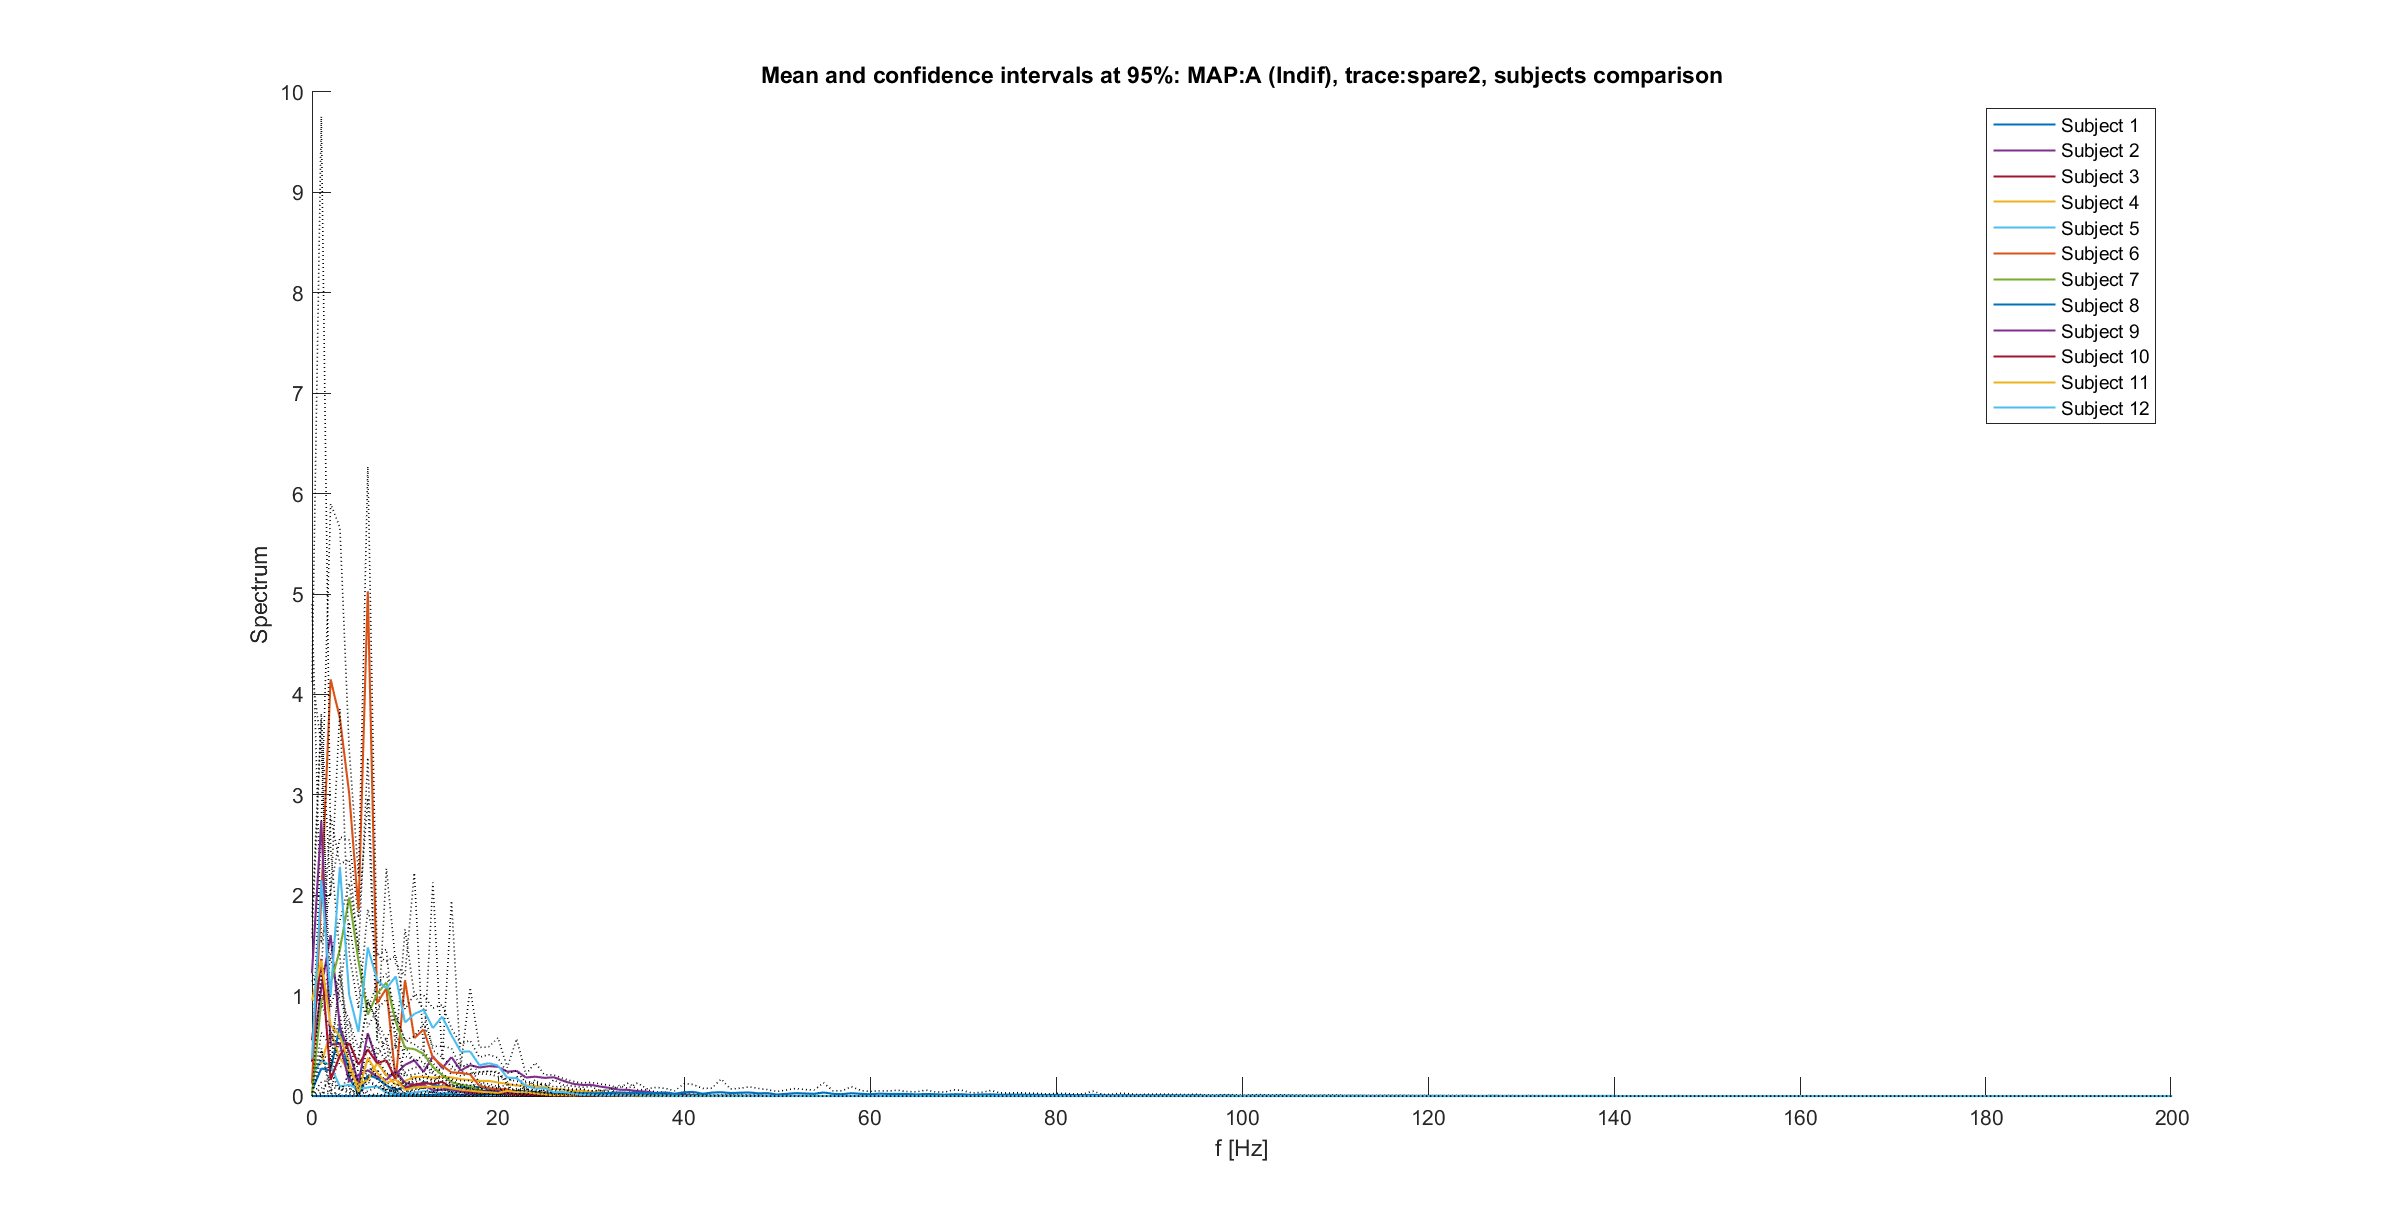 Mean and confidence intervals at 95%: MAP:A (Indif), trace:spare2, subjects comparison
10
9
8
7
6
5
4
3
2
1
0
Spectrum
Subject 1
Subject 2
Subject 3
Subject 4
Subject 5
Subject 6
Subject 7
Subject 8
Subject 9
Subject 10
Subject 11
Subject 12
0 20 40 60 80 100 120 140 160 180 200
f [Hz]